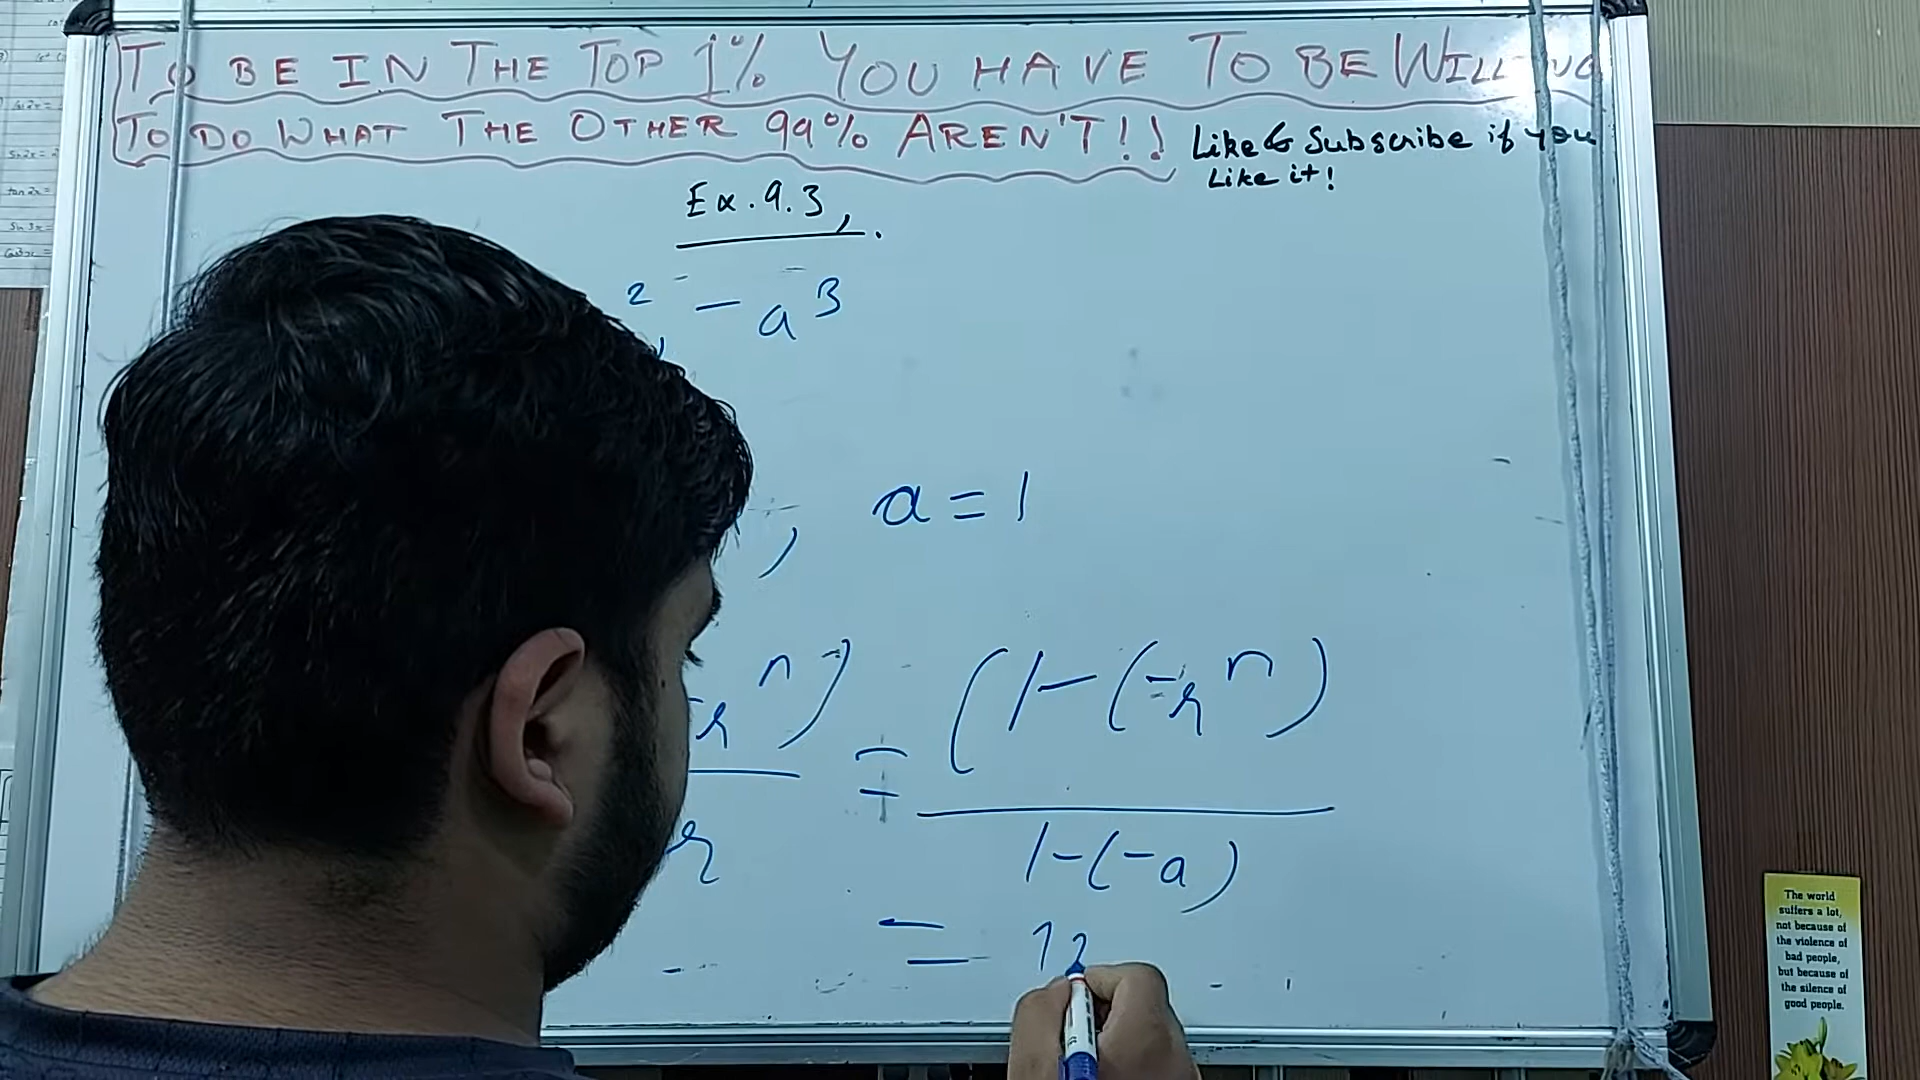 TO BE IN THE TOP 1% YOU HAVE TO BE WILLING
TO DO WHAT THE OTHER 99% AREN'T!! Like & Subscribe if you
Like it!
Ex. 9.3,
2 - a3
, a = 1
r n) = (1-(-r n)
r 1-(-a)
= 12
The world
suffers a lot,
not because of
the violence of
bad people,
but because of
the silence of
good people.